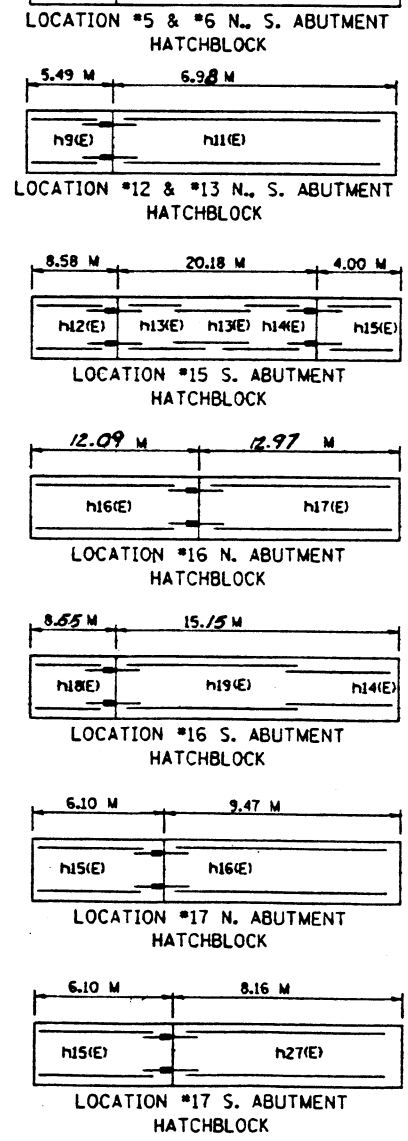 LOCATION #5 & #6 N., S. ABUTMENT
HATCHBLOCK
5.49 M 6.98 M
h9(E) h11(E)
LOCATION #12 & #13 N., S. ABUTMENT
HATCHBLOCK
8.58 M 20.18 M 4.00 M
h12(E) h13(E) h13(E) h14(E) h15(E)
LOCATION #15 S. ABUTMENT
HATCHBLOCK
12.09 M 12.97 M
h16(E) h17(E)
LOCATION #16 N. ABUTMENT
HATCHBLOCK
8.55 M 15.15 M
h18(E) h19(E) h14(E)
LOCATION #16 S. ABUTMENT
HATCHBLOCK
6.10 M 9.47 M
h15(E) h16(E)
LOCATION #17 N. ABUTMENT
HATCHBLOCK
6.10 M 8.16 M
h15(E) h27(E)
LOCATION #17 S. ABUTMENT
HATCHBLOCK